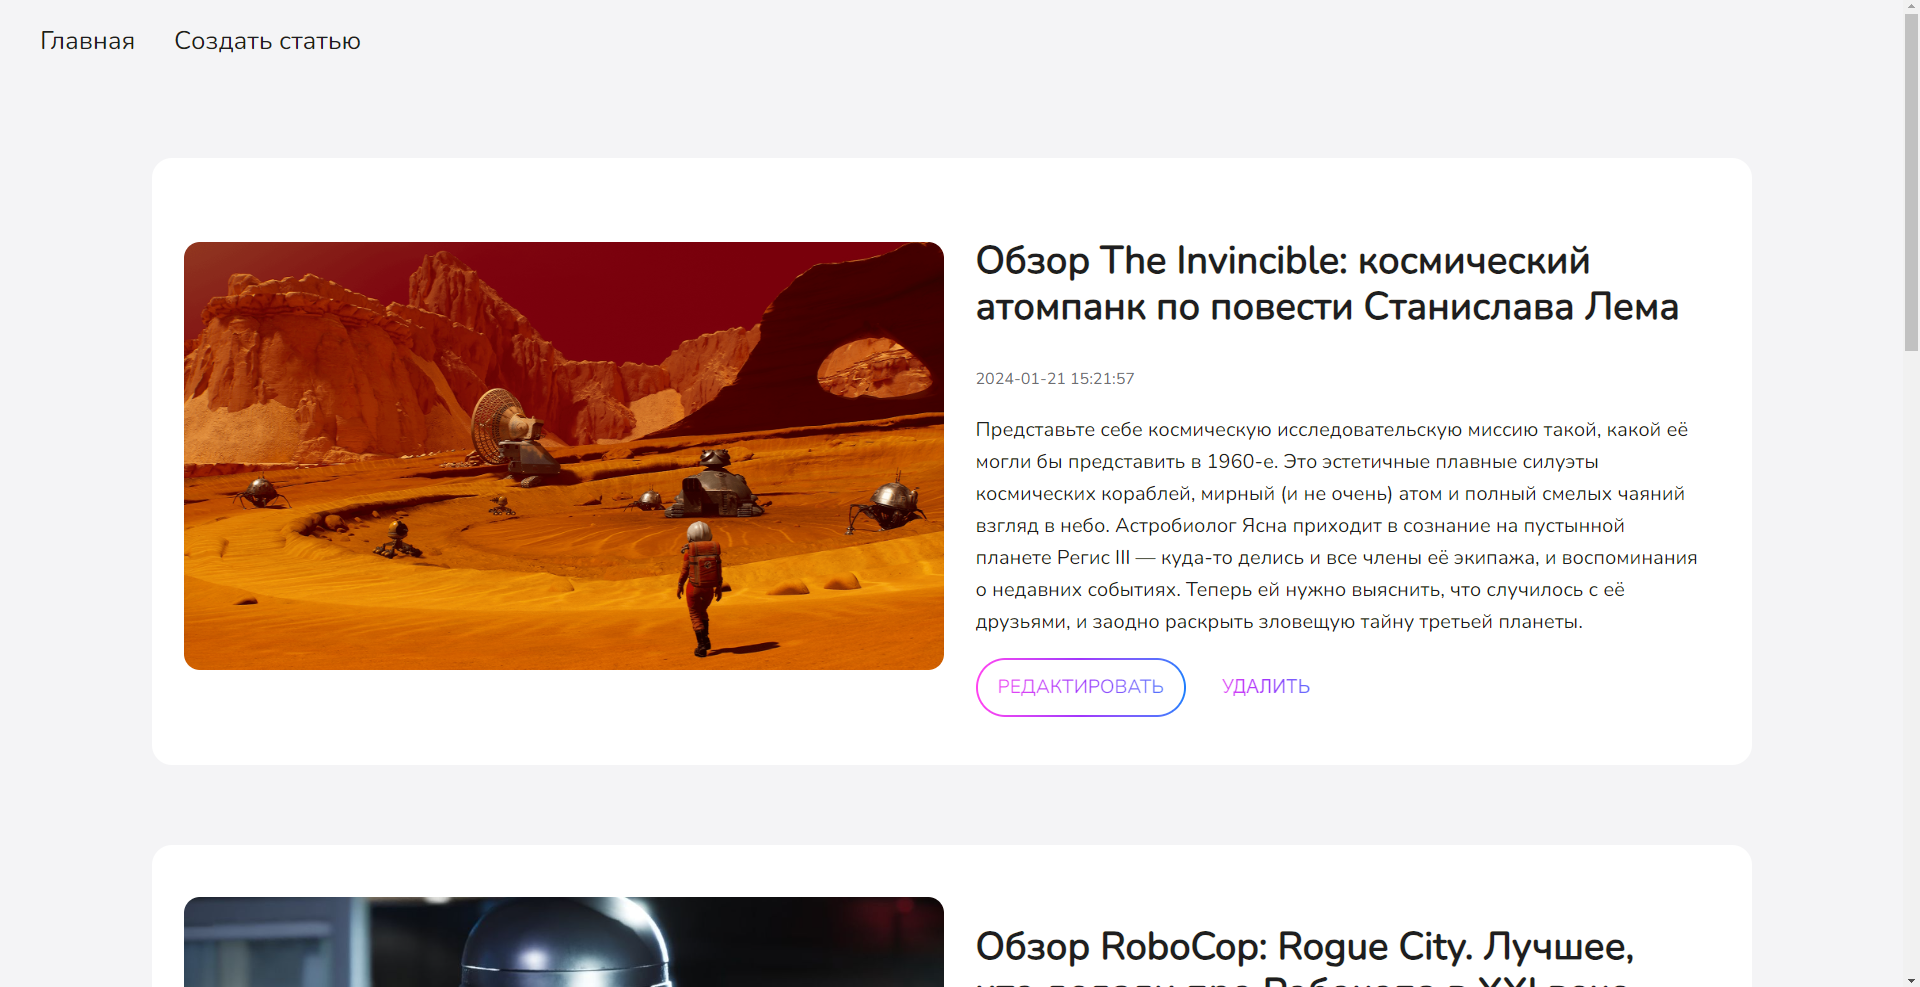 Главная Создать статью
Обзор The Invincible: космический
атомпанк по повести Станислава Лема
2024-01-21 15:21:57
Представьте себе космическую исследовательскую миссию такой, какой её
могли бы представить в 1960-е. Это эстетичные плавные силуэты
космических кораблей, мирный (и не очень) атом и полный смелых чаяний
взгляд в небо. Астробиолог Ясна приходит в сознание на пустынной
планете Регис III — куда-то делись и все члены её экипажа, и воспоминания
о недавних событиях. Теперь ей нужно выяснить, что случилось с её
друзьями, и заодно раскрыть зловещую тайну третьей планеты.
РЕДАКТИРОВАТЬ УДАЛИТЬ
Обзор RoboCop: Rogue City. Лучшее,